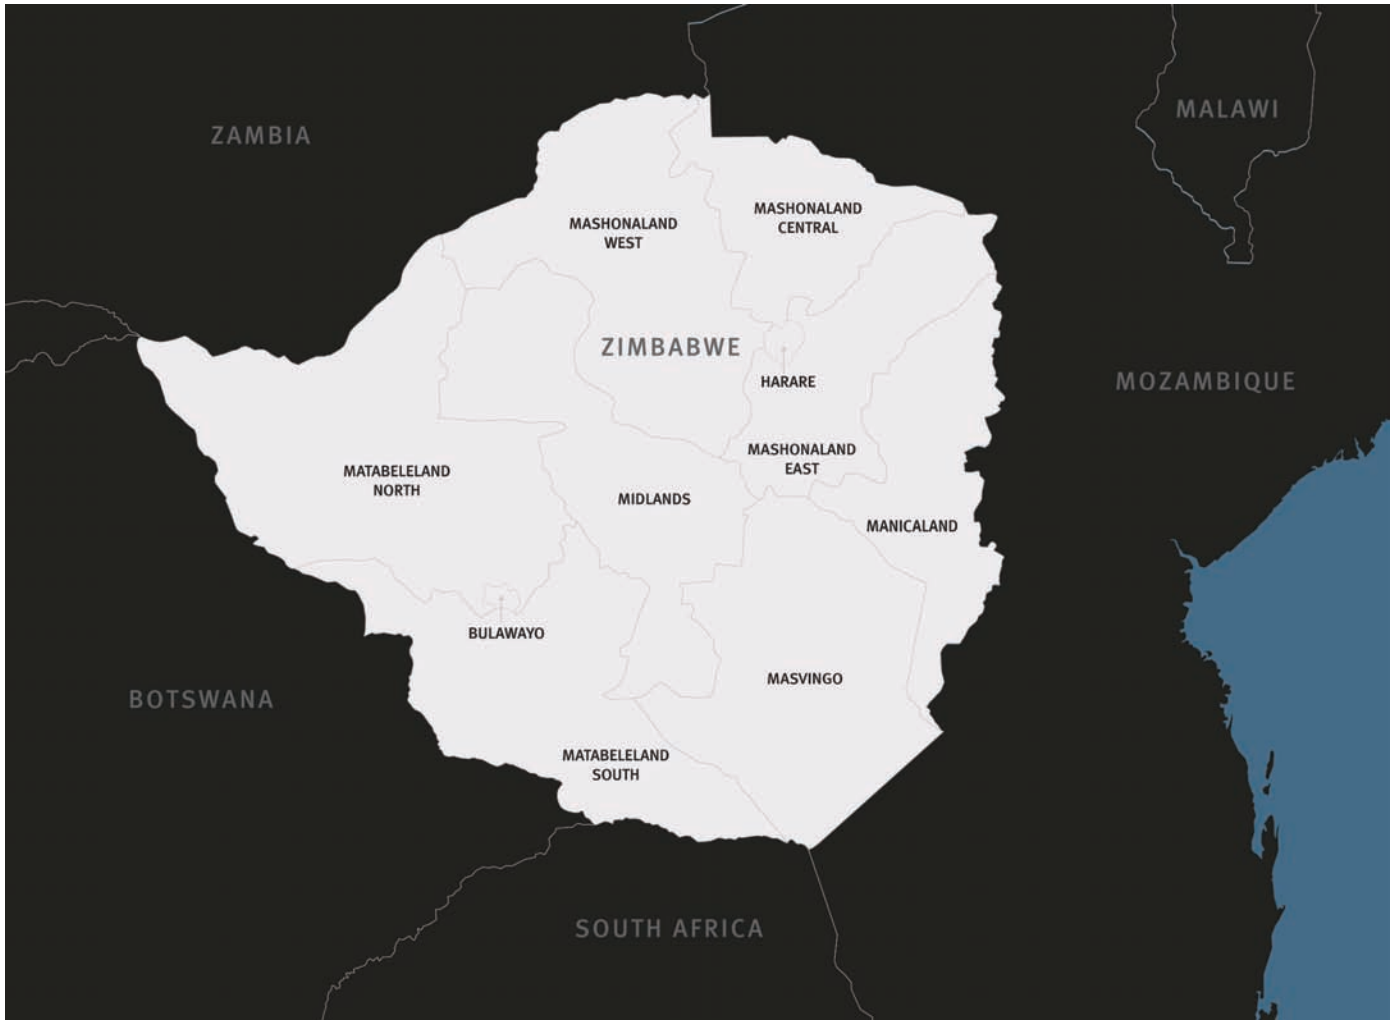 MALAWI
ZAMBIA
MASHONALAND
CENTRAL
MASHONALAND
WEST
ZIMBABWE
HARARE
MOZAMBIQUE
MASHONALAND
EAST
MATABELELAND
NORTH
MIDLANDS
MANICALAND
BULAWAYO
MASVINGO
BOTSWANA
MATABELELAND
SOUTH
SOUTH AFRICA